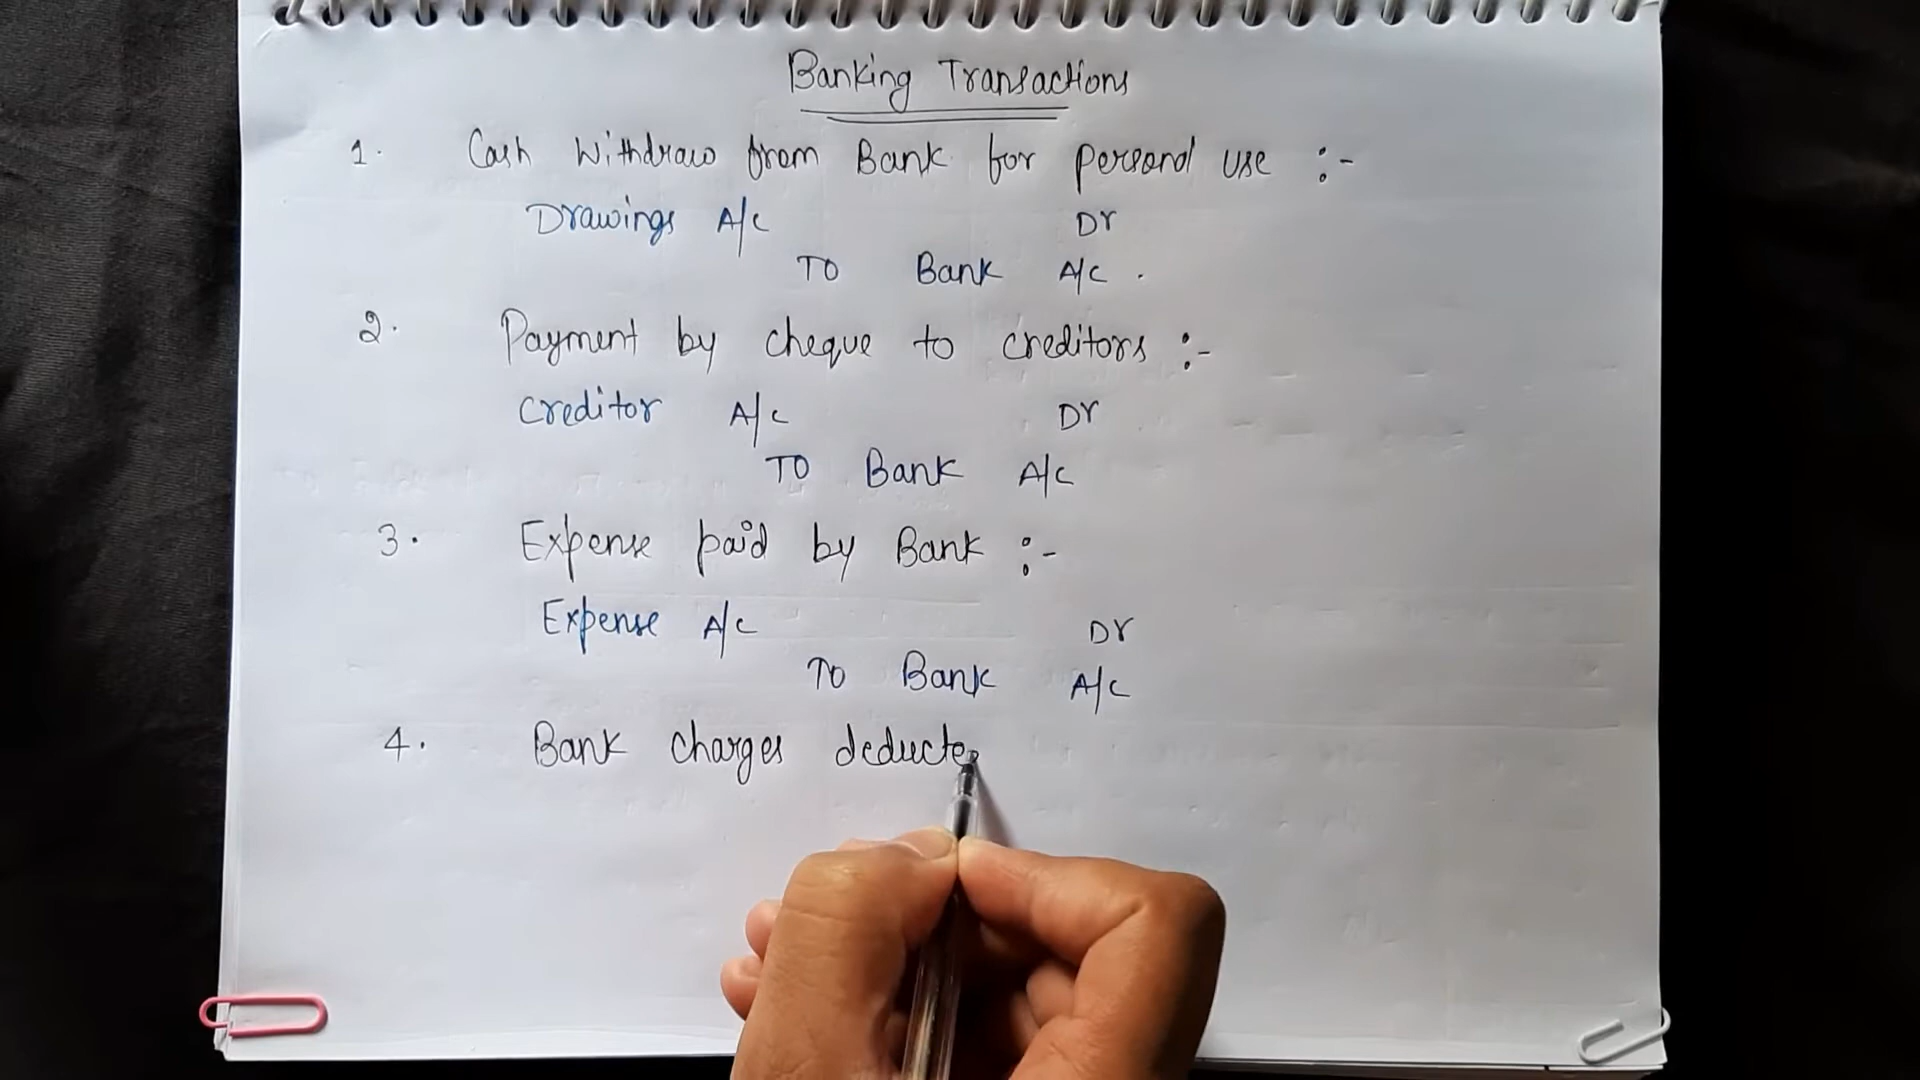 Banking Transactions
1. Cash Withdraw from Bank for personal use :-
Drawings A/c Dr
To Bank A/c .
2. Payment by cheque to creditors :-
Creditor A/c Dr
To Bank A/c
3. Expense paid by Bank :-
Expense A/c Dr
To Bank A/c
4. Bank charges deducte